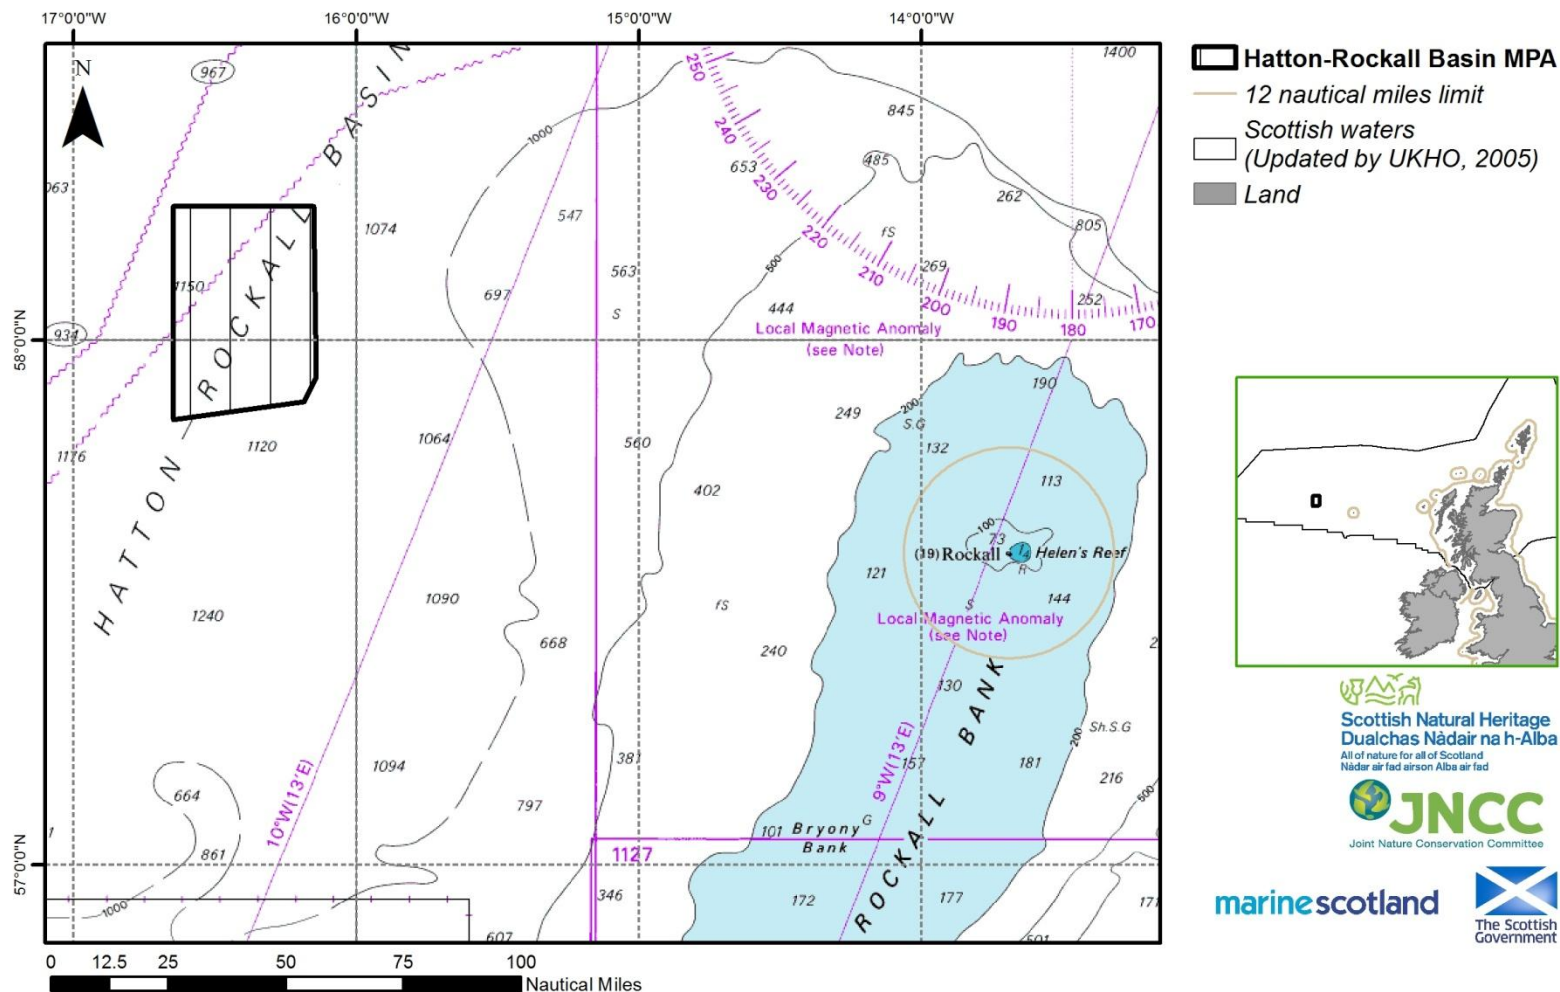 17°0'0"W
16°0'0"W
15°0'0"W
14°0'0"W
58°0'N
57°0'N
N
967
934
1150
1176
1074
1120
1064
1240
1090
1094
664
861
1000
1000
697
668
797
607
547
563
S
560
402
fS
381
346
653
845
485
262
805
1400
fS
269
252
444
500
249
240
250
240
230
220
210
200
190
180
170
Local Magnetic Anomaly
(see Note)
HATTON ROCKALL BASIN
190
200
S.G
132
113
100
73
(19) Rockall
Helen's Reef
R
121
144
S
Local Magnetic Anomaly
(see Note)
130
157
181
200
Sh.S.G
216
500
101
Bryony
Bank
G
172
177
ROCKALL BANK
1127
10°W(13'E)
9°W(13'E)
0 12.5 25 50 75 100
Nautical Miles
Hatton-Rockall Basin MPA
12 nautical miles limit
Scottish waters
(Updated by UKHO, 2005)
Land
Scottish Natural Heritage
Dualchas Nàdair na h-Alba
All of nature for all of Scotland
Nàdar air fad airson Alba air fad
JNCC
Joint Nature Conservation Committee
marinescotland
The Scottish
Government